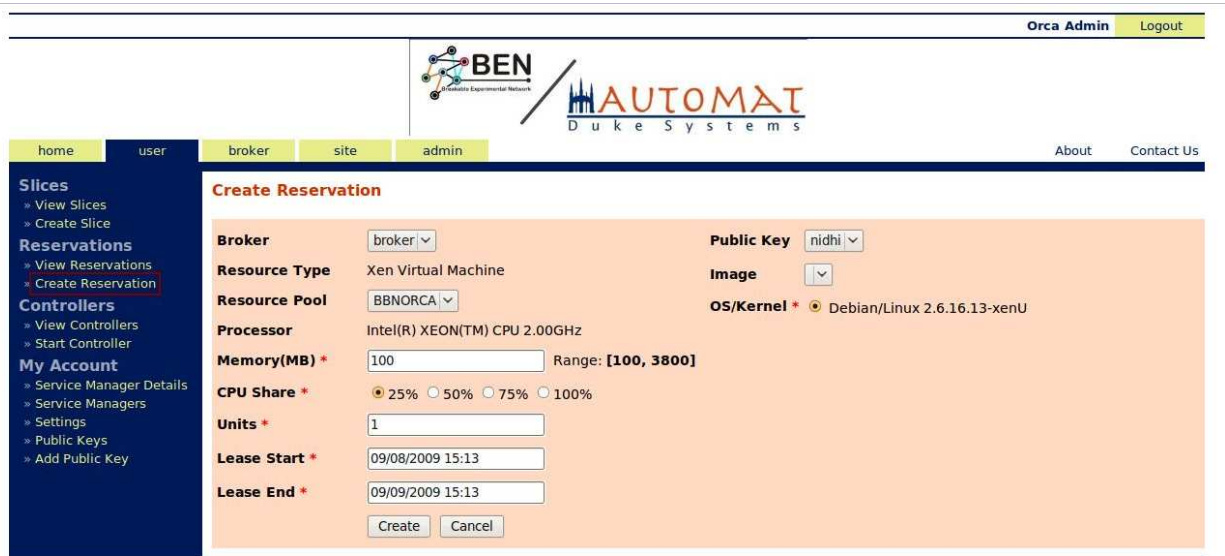 Orca Admin Logout
BEN
Breakable Experimental Network
AUTOMAT
Duke Systems
home user broker site admin About Contact Us
Slices
» View Slices
» Create Slice
Reservations
» View Reservations
» Create Reservation
Controllers
» View Controllers
» Start Controller
My Account
» Service Manager Details
» Service Managers
» Settings
» Public Keys
» Add Public Key
Create Reservation
Broker broker
Resource Type Xen Virtual Machine
Resource Pool BBNORCA
Processor Intel(R) XEON(TM) CPU 2.00GHz
Memory(MB) * 100 Range: [100, 3800]
CPU Share * 25% 50% 75% 100%
Units * 1
Lease Start * 09/08/2009 15:13
Lease End * 09/09/2009 15:13
Create Cancel
Public Key nidhi
Image
OS/Kernel * Debian/Linux 2.6.16.13-xenU